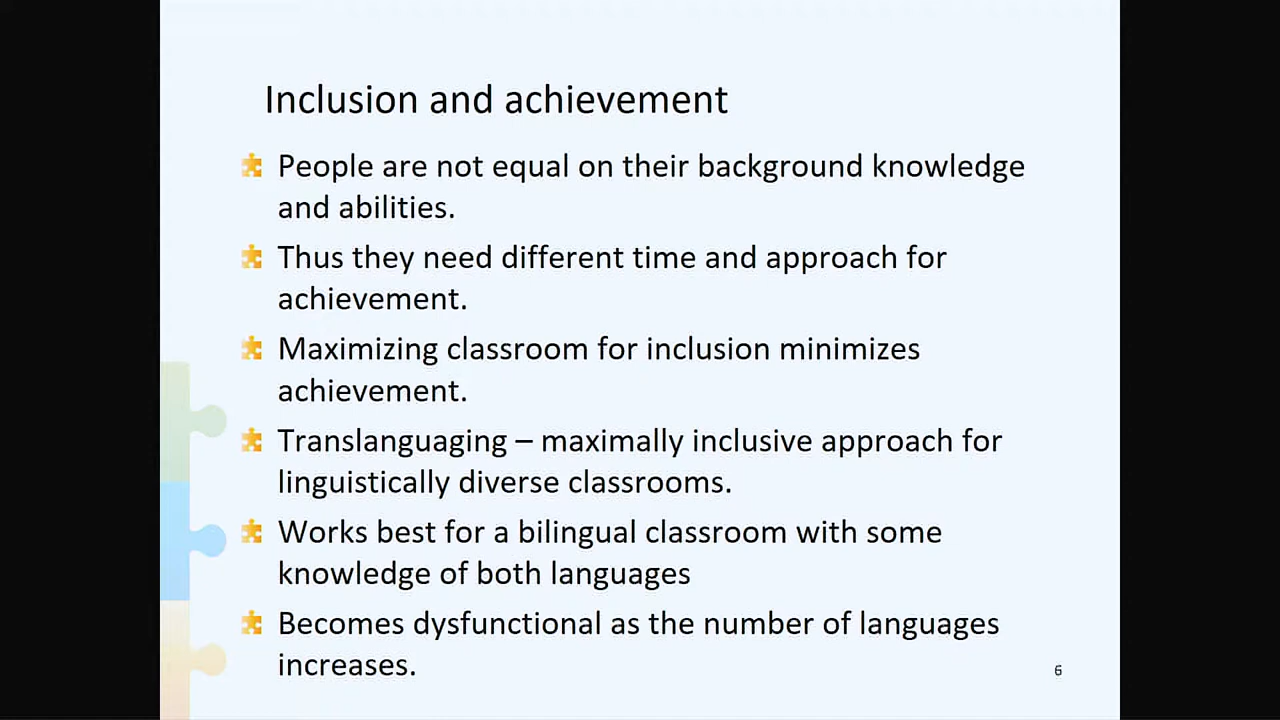 Inclusion and achievement
People are not equal on their background knowledge
and abilities.
Thus they need different time and approach for
achievement.
Maximizing classroom for inclusion minimizes
achievement.
Translanguaging – maximally inclusive approach for
linguistically diverse classrooms.
Works best for a bilingual classroom with some
knowledge of both languages
Becomes dysfunctional as the number of languages
increases.
6